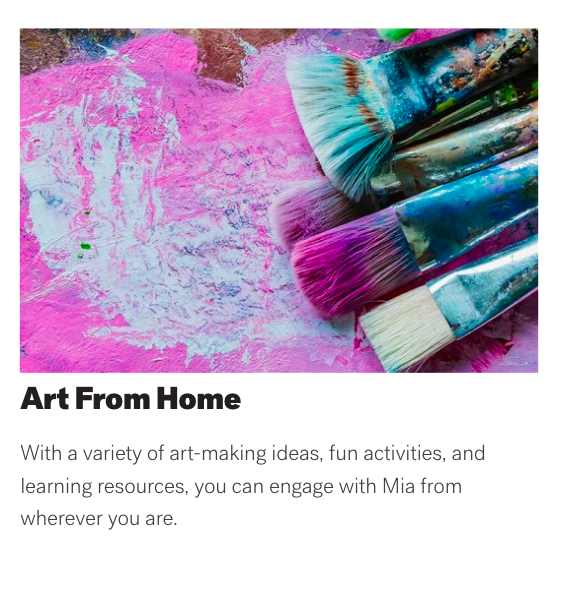 Art From Home
With a variety of art-making ideas, fun activities, and
learning resources, you can engage with Mia from
wherever you are.